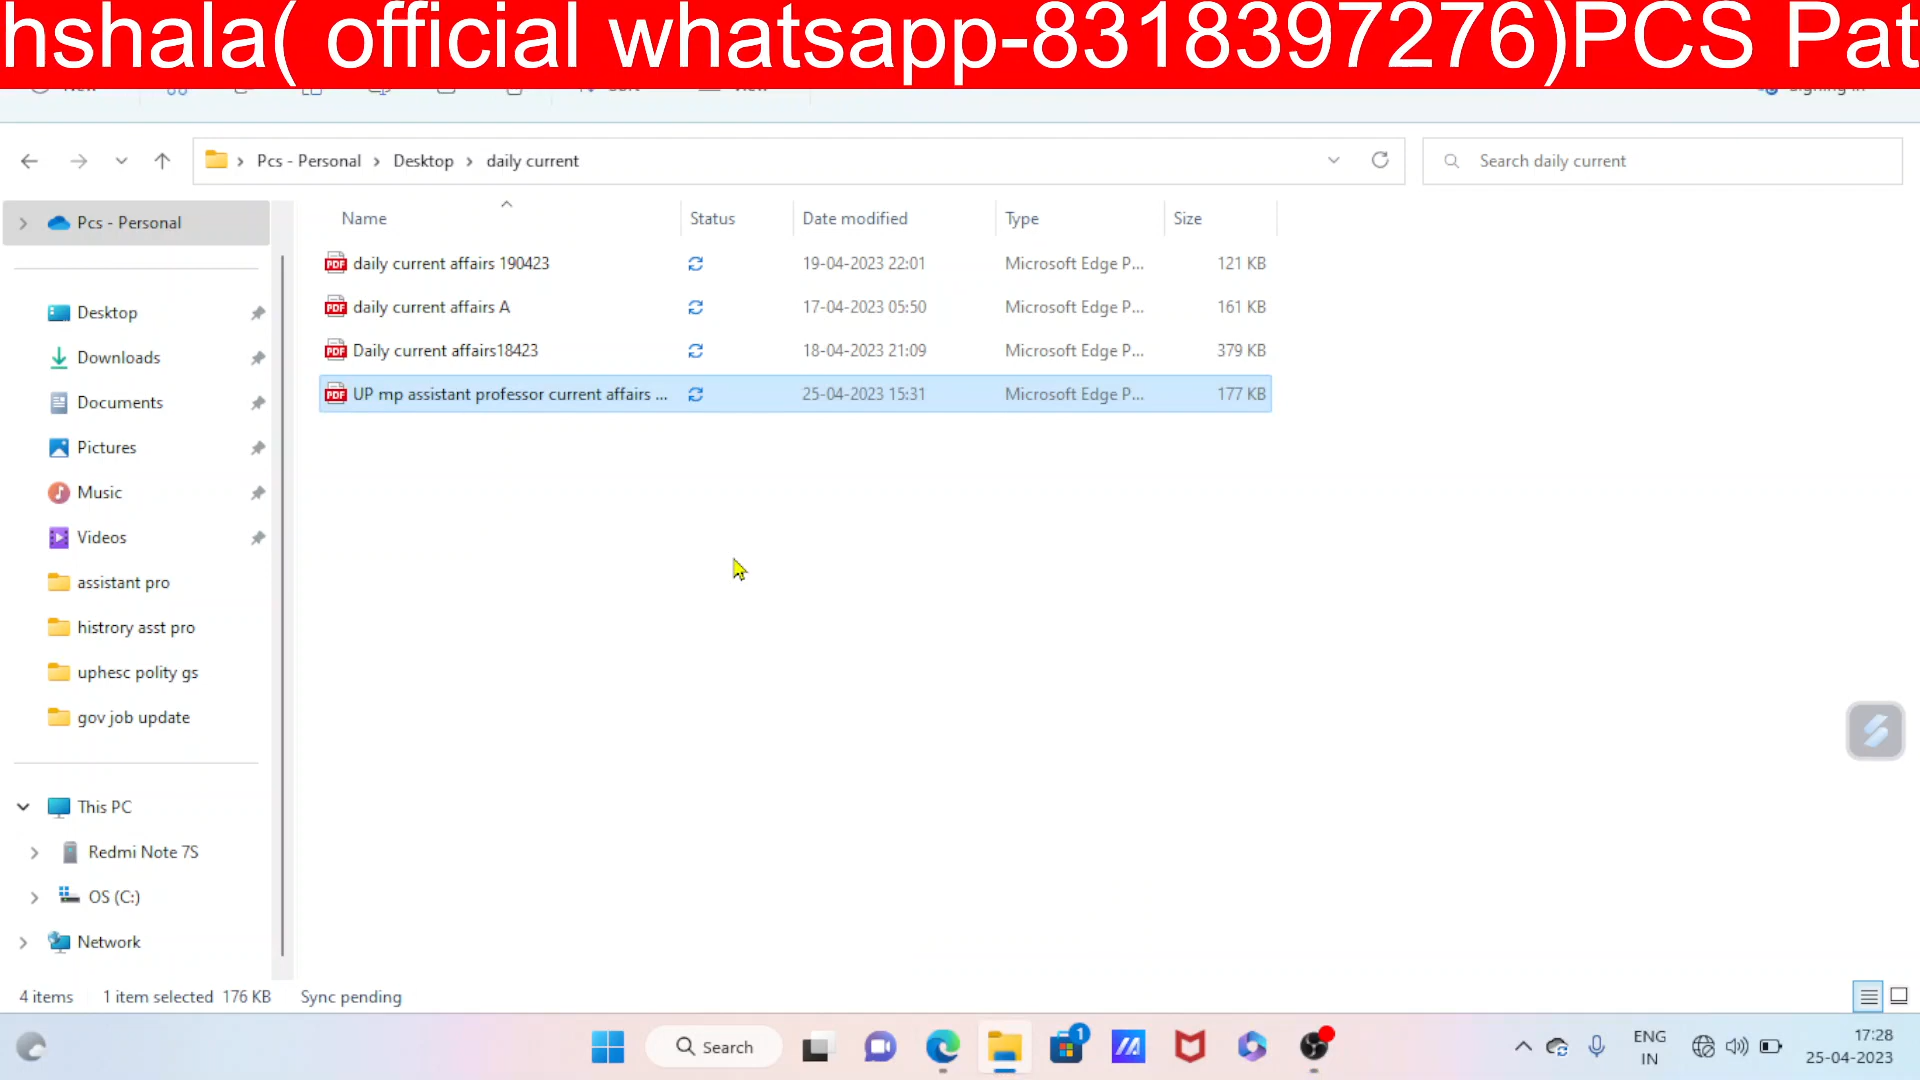 hshala( official whatsapp-8318397276)PCS Pat
Pcs - Personal
Desktop
daily current
Search daily current
Pcs - Personal
Name
Status
Date modified
Type
Size
daily current affairs 190423
19-04-2023 22:01
Microsoft Edge P...
121 KB
daily current affairs A
17-04-2023 05:50
Microsoft Edge P...
161 KB
Daily current affairs18423
18-04-2023 21:09
Microsoft Edge P...
379 KB
UP mp assistant professor current affairs ...
25-04-2023 15:31
Microsoft Edge P...
177 KB
Desktop
Downloads
Documents
Pictures
Music
Videos
assistant pro
histrory asst pro
uphesc polity gs
gov job update
This PC
Redmi Note 7S
OS (C:)
Network
4 items
1 item selected 176 KB
Sync pending
Search
1
ENG
IN
17:28
25-04-2023